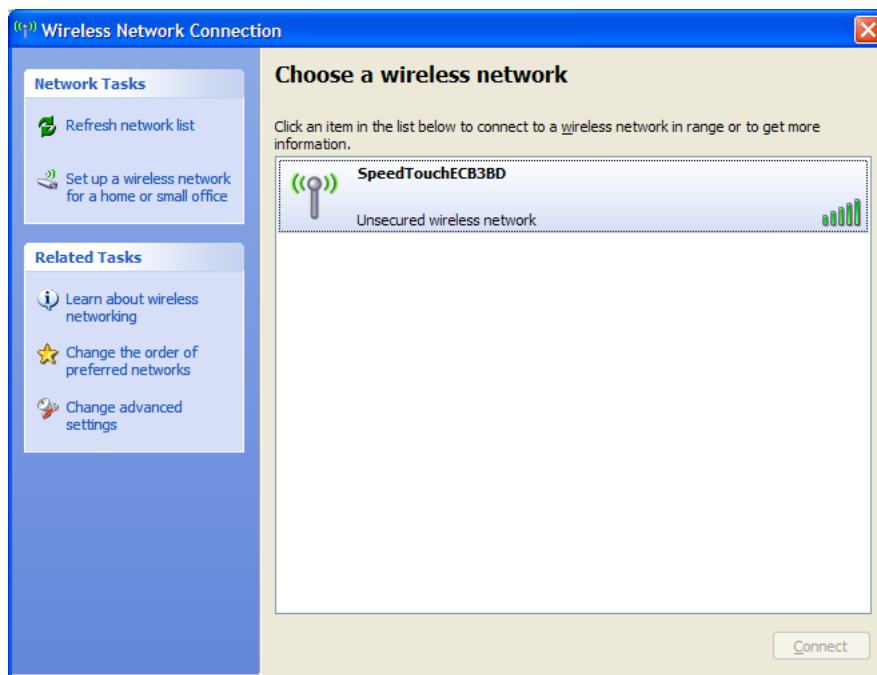 Wireless Network Connection
Network Tasks
Refresh network list
Set up a wireless network
for a home or small office
Related Tasks
Learn about wireless
networking
Change the order of
preferred networks
Change advanced
settings
Choose a wireless network
Click an item in the list below to connect to a wireless network in range or to get more
information.
SpeedTouchECB3BD
Unsecured wireless network
Connect